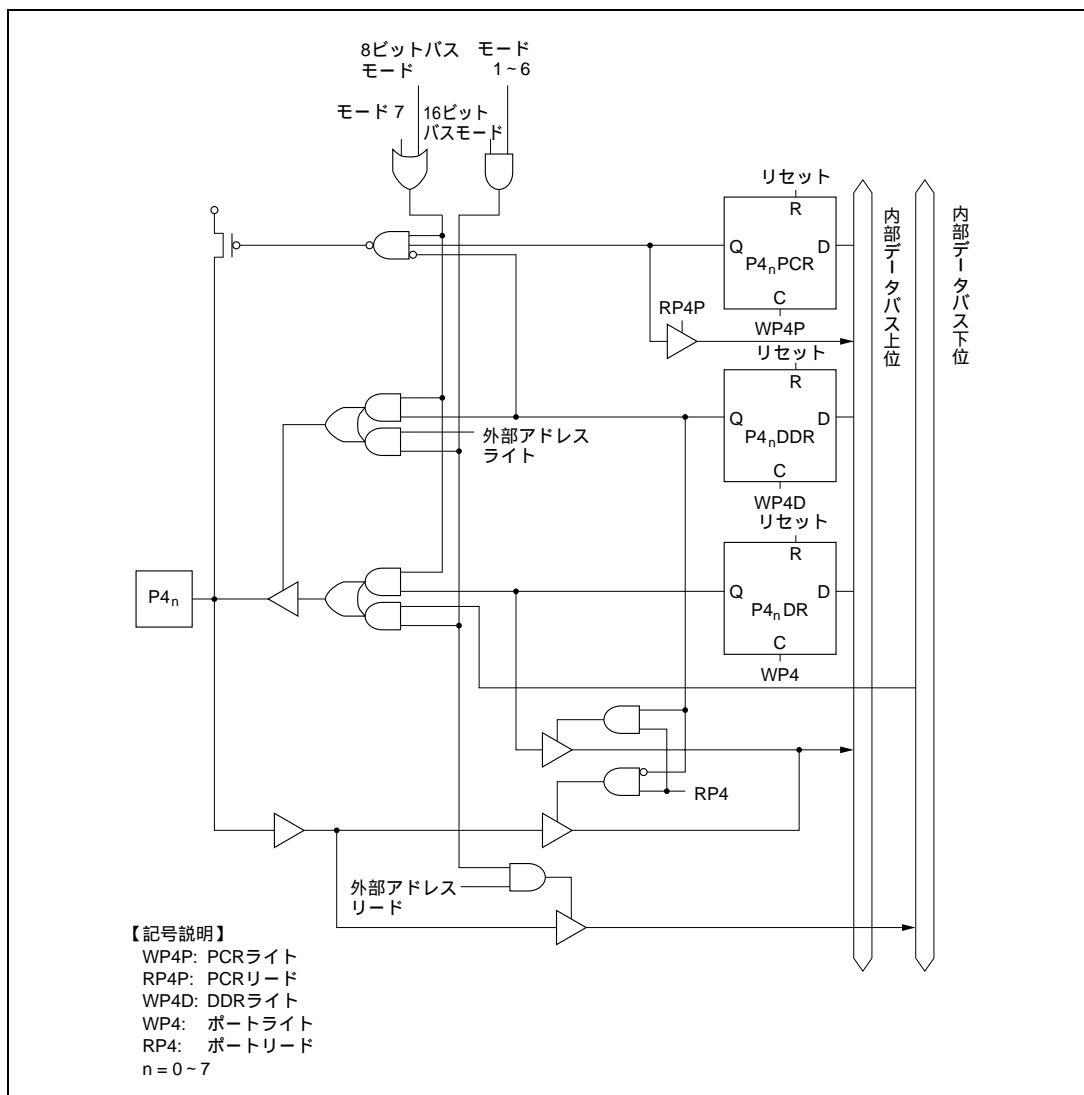 8ビットバス
モード
モード
1~6
モード 7
16ビット
バスモード
リセット
R
Q
D
P4nPCR
C
WP4P
RP4P
リセット
R
Q
D
P4nDDR
C
WP4D
外部アドレス
ライト
リセット
R
Q
D
P4nDR
C
WP4
P4n
RP4
外部アドレス
リード
内部データバス上位
内部データバス下位
【記号説明】
WP4P: PCRライト
RP4P: PCRリード
WP4D: DDRライト
WP4: ポートライト
RP4: ポートリード
n = 0~7